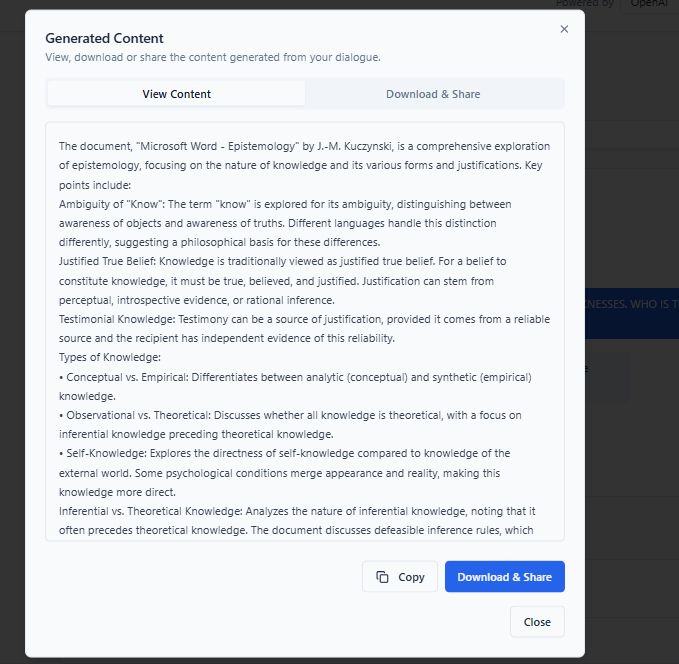 Powered by OpenAI
Generated Content
View, download or share the content generated from your dialogue.
View Content
Download & Share
The document, "Microsoft Word - Epistemology" by J.-M. Kuczynski, is a comprehensive exploration
of epistemology, focusing on the nature of knowledge and its various forms and justifications. Key
points include:
Ambiguity of "Know": The term "know" is explored for its ambiguity, distinguishing between
awareness of objects and awareness of truths. Different languages handle this distinction
differently, suggesting a philosophical basis for these differences.
Justified True Belief: Knowledge is traditionally viewed as justified true belief. For a belief to
constitute knowledge, it must be true, believed, and justified. Justification can stem from
perceptual, introspective evidence, or rational inference.
Testimonial Knowledge: Testimony can be a source of justification, provided it comes from a reliable
source and the recipient has independent evidence of this reliability.
Types of Knowledge:
• Conceptual vs. Empirical: Differentiates between analytic (conceptual) and synthetic (empirical)
knowledge.
• Observational vs. Theoretical: Discusses whether all knowledge is theoretical, with a focus on
inferential knowledge preceding theoretical knowledge.
• Self-Knowledge: Explores the directness of self-knowledge compared to knowledge of the
external world. Some psychological conditions merge appearance and reality, making this
knowledge more direct.
Inferential vs. Theoretical Knowledge: Analyzes the nature of inferential knowledge, noting that it
often precedes theoretical knowledge. The document discusses defeasible inference rules, which
NESSES. WHO IS T
Copy
Download & Share
Close